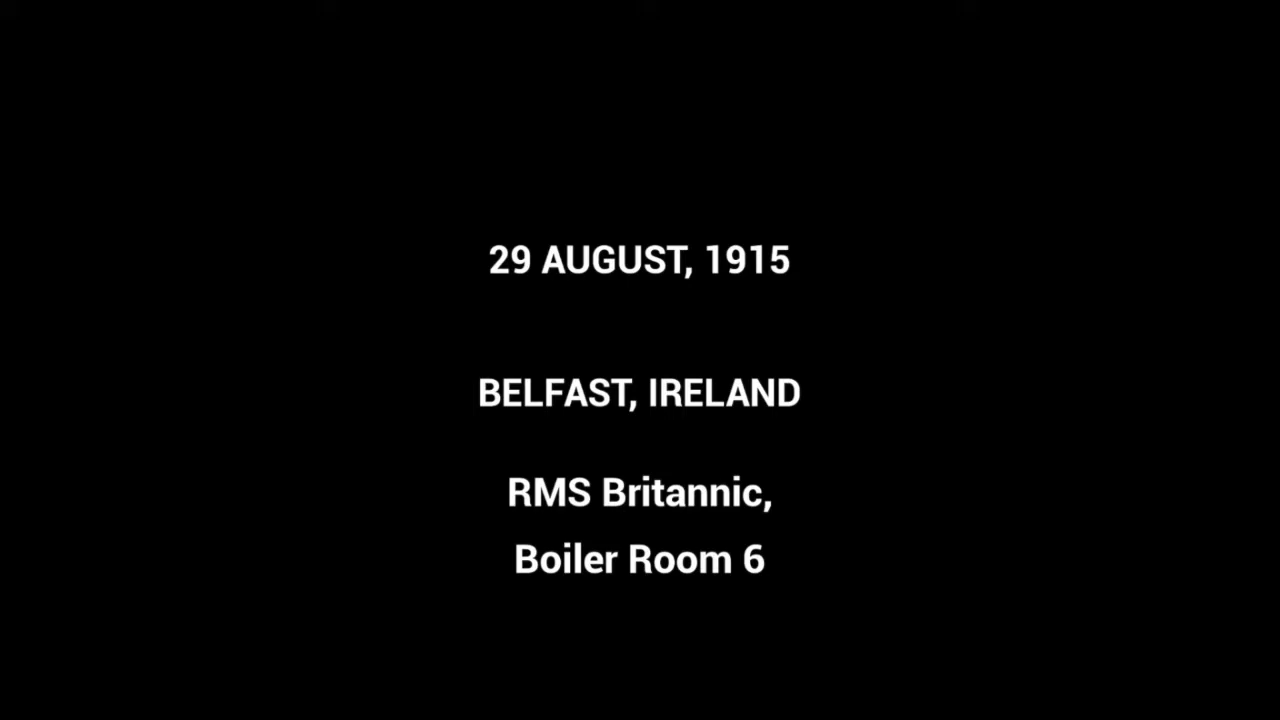 29 AUGUST, 1915
BELFAST, IRELAND
RMS Britannic,
Boiler Room 6